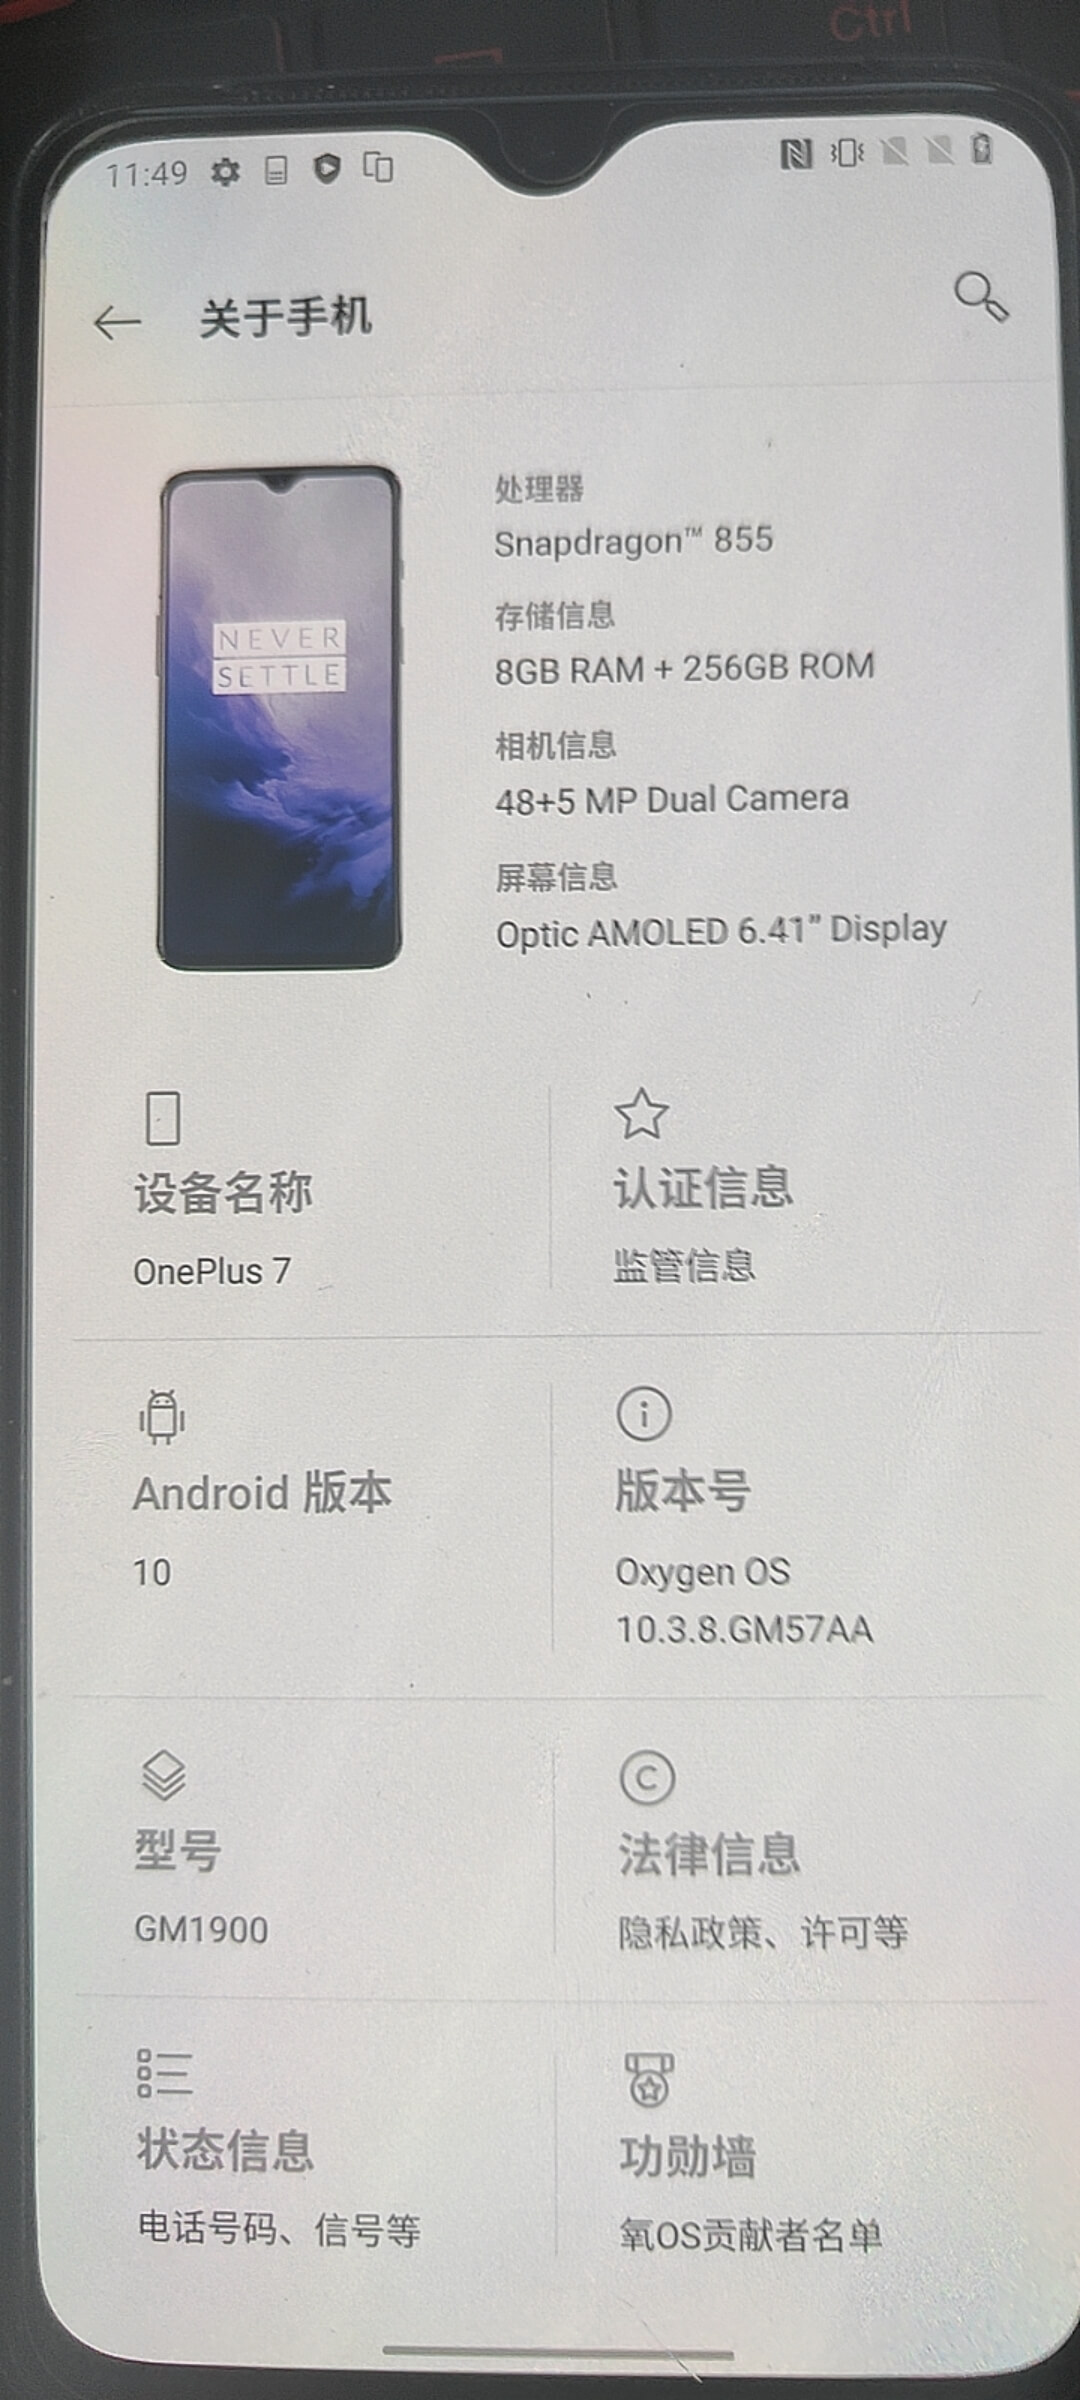 Ctrl
11:49
关于手机
NEVER
SETTLE
处理器
Snapdragon™ 855
存储信息
8GB RAM + 256GB ROM
相机信息
48+5 MP Dual Camera
屏幕信息
Optic AMOLED 6.41” Display
设备名称
OnePlus 7
认证信息
监管信息
Android 版本
10
版本号
Oxygen OS
10.3.8.GM57AA
型号
GM1900
法律信息
隐私政策、许可等
状态信息
电话号码、信号等
功勋墙
氧OS贡献者名单